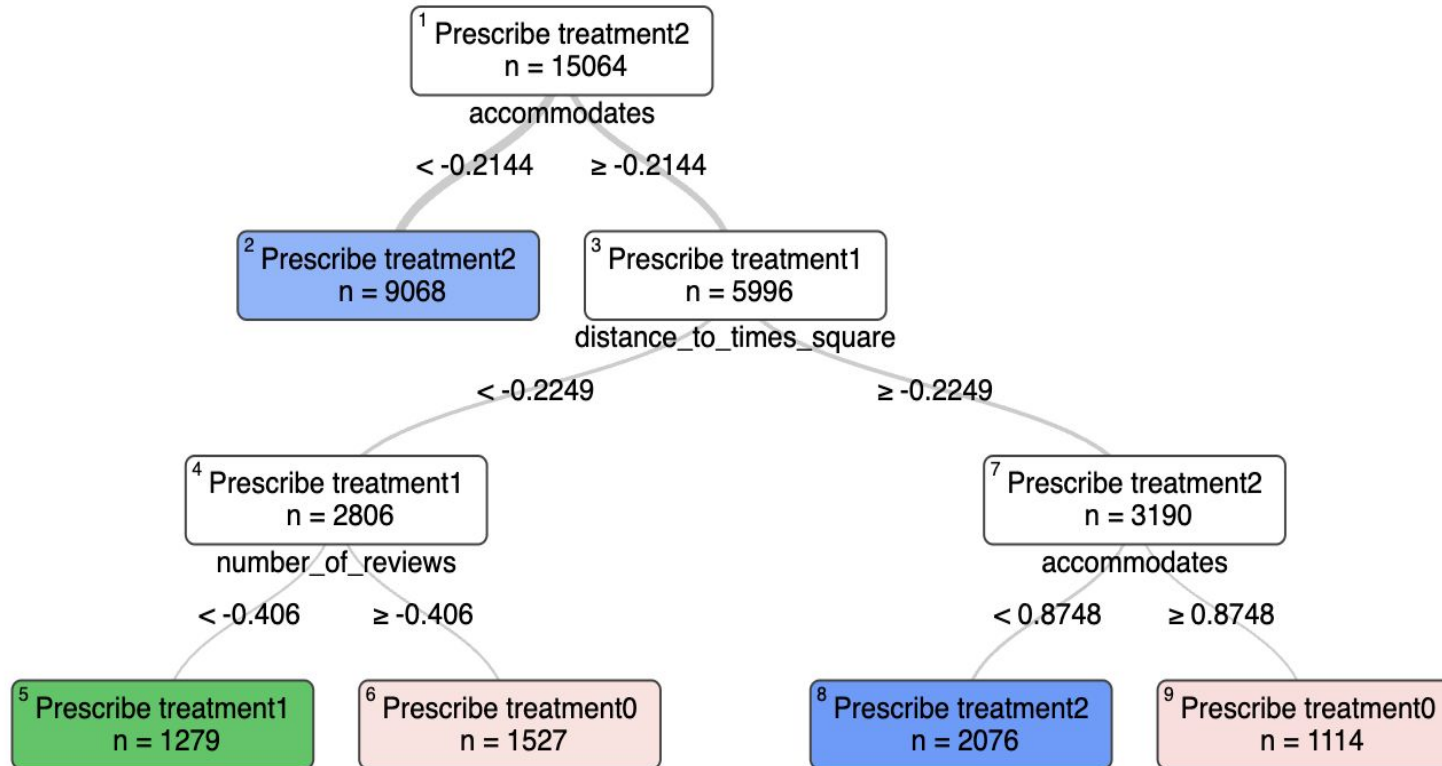 1 Prescribe treatment2
n = 15064
accommodates
< -0.2144 ≥ -0.2144
2 Prescribe treatment2
n = 9068
3 Prescribe treatment1
n = 5996
distance_to_times_square
< -0.2249 ≥ -0.2249
4 Prescribe treatment1
n = 2806
number_of_reviews
< -0.406 ≥ -0.406
7 Prescribe treatment2
n = 3190
accommodates
< 0.8748 ≥ 0.8748
5 Prescribe treatment1
n = 1279
6 Prescribe treatment0
n = 1527
8 Prescribe treatment2
n = 2076
9 Prescribe treatment0
n = 1114